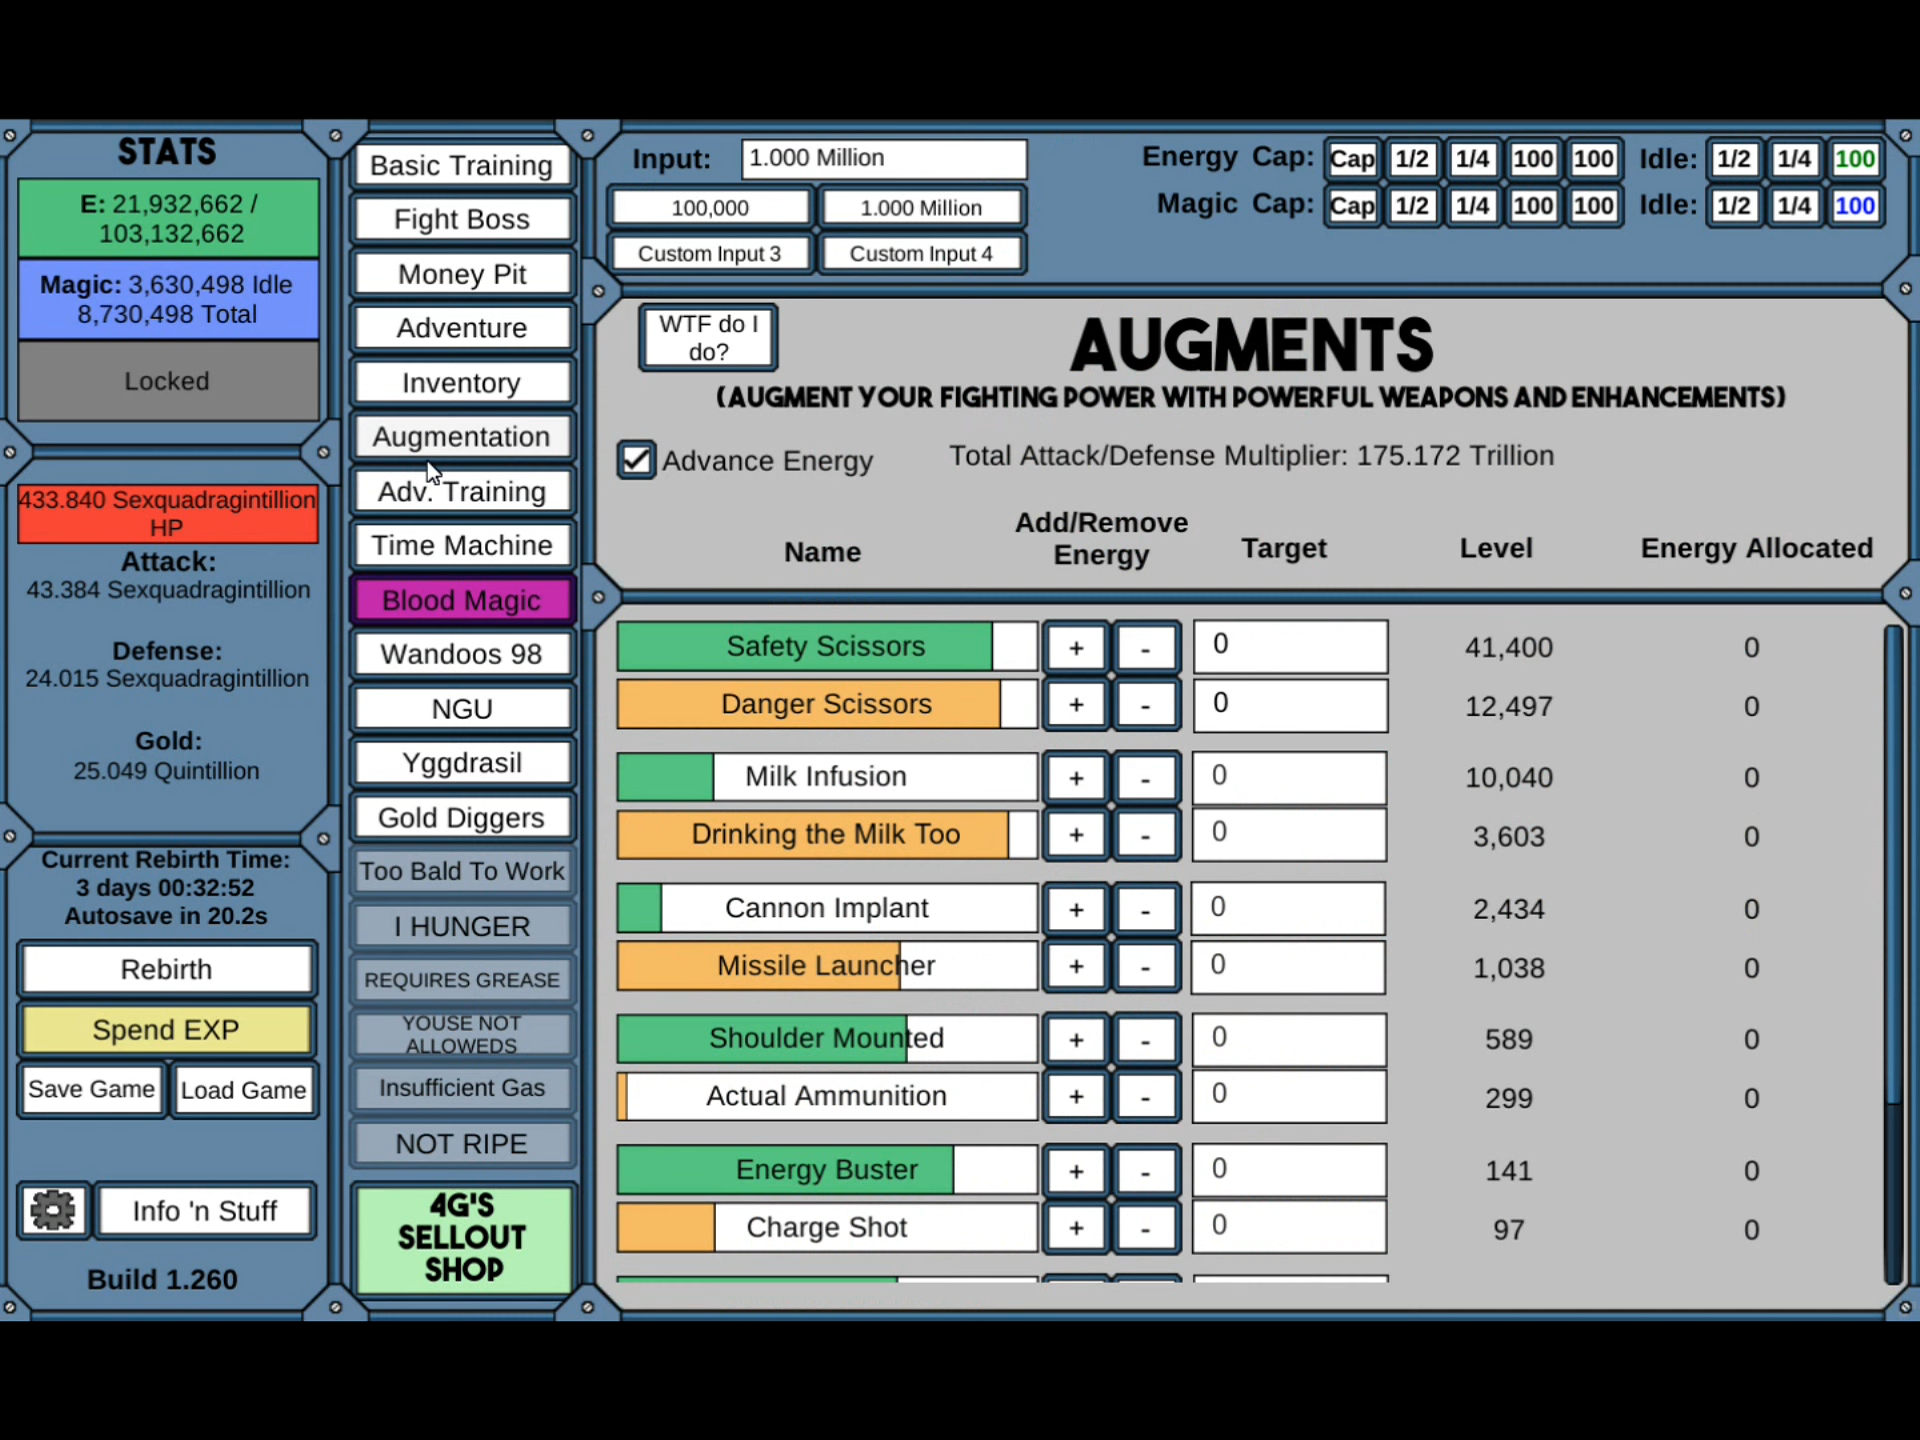 STATS
E: 21,932,662 /
103,132,662
Magic: 3,630,498 Idle
8,730,498 Total
Locked
433.840 Sexquadragintillion
HP
Attack:
43.384 Sexquadragintillion
Defense:
24.015 Sexquadragintillion
Gold:
25.049 Quintillion
Current Rebirth Time:
3 days 00:32:52
Autosave in 20.2s
Rebirth
Spend EXP
Save Game Load Game
Info 'n Stuff
Build 1.260
Basic Training
Fight Boss
Money Pit
Adventure
Inventory
Augmentation
Adv. Training
Time Machine
Blood Magic
Wandoos 98
NGU
Yggdrasil
Gold Diggers
Too Bald To Work
I HUNGER
REQUIRES GREASE
YOUSE NOT
ALLOWEDS
Insufficient Gas
NOT RIPE
4G'S
SELLOUT
SHOP
Input: 1.000 Million
100,000 1.000 Million
Custom Input 3 Custom Input 4
Energy Cap: Cap 1/2 1/4 100 100 Idle: 1/2 1/4 100
Magic Cap: Cap 1/2 1/4 100 100 Idle: 1/2 1/4 100
WTF do I
do?
AUGMENTS
(AUGMENT YOUR FIGHTING POWER WITH POWERFUL WEAPONS AND ENHANCEMENTS)
Advance Energy Total Attack/Defense Multiplier: 175.172 Trillion
Name Add/Remove
Energy Target Level Energy Allocated
Safety Scissors + - 0 41,400 0
Danger Scissors + - 0 12,497 0
Milk Infusion + - 0 10,040 0
Drinking the Milk Too + - 0 3,603 0
Cannon Implant + - 0 2,434 0
Missile Launcher + - 0 1,038 0
Shoulder Mounted + - 0 589 0
Actual Ammunition + - 0 299 0
Energy Buster + - 0 141 0
Charge Shot + - 0 97 0